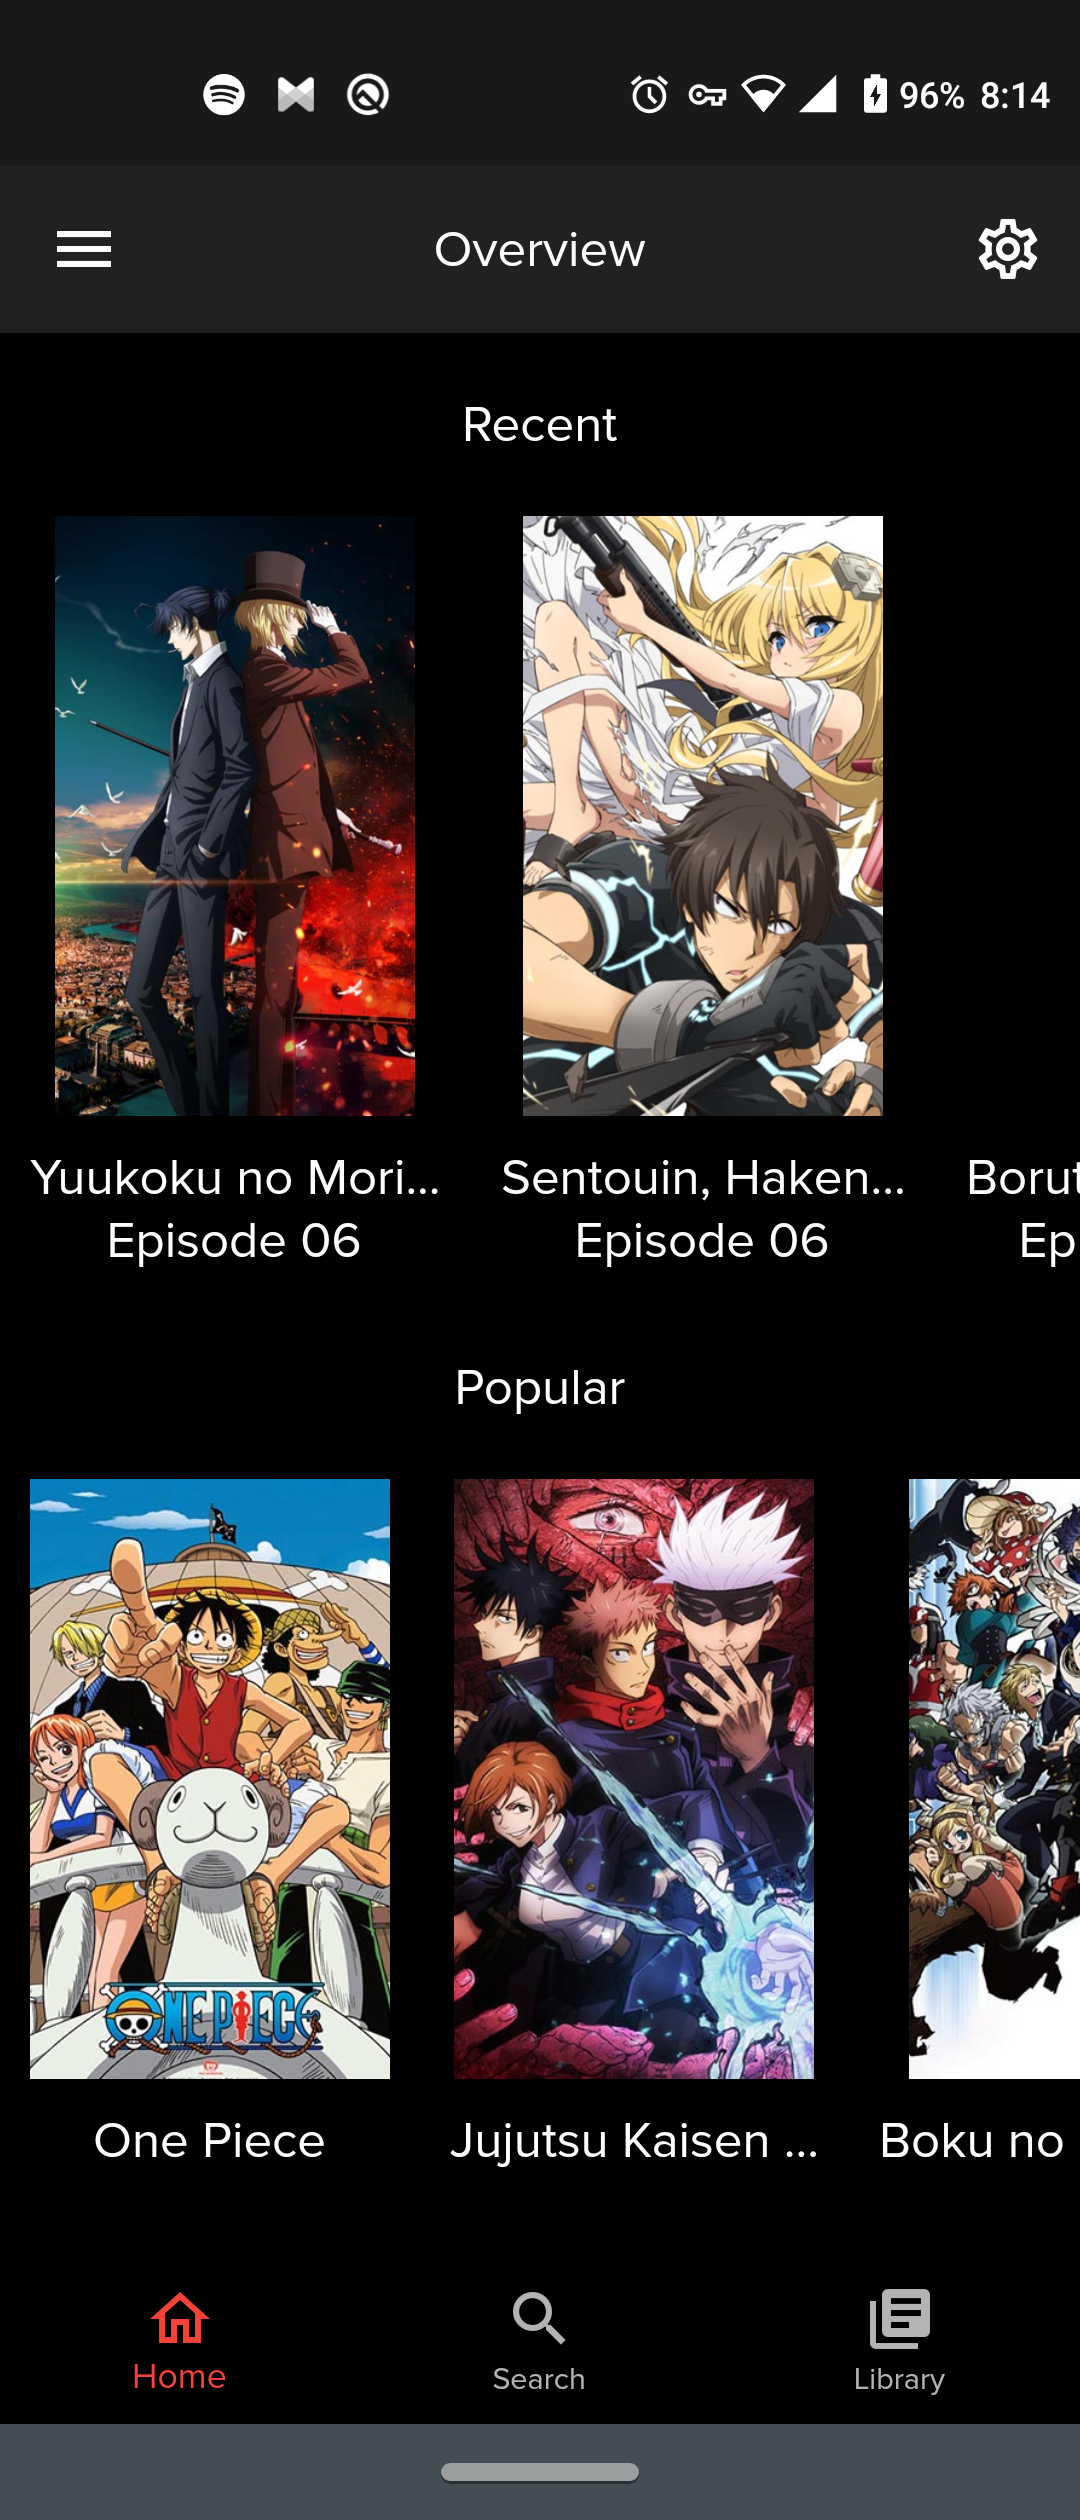 96% 8:14
Overview
Recent
Yuukoku no Mori...
Episode 06
Sentouin, Haken...
Episode 06
Borut
Ep
Popular
ONE PIECE
One Piece
Jujutsu Kaisen ...
Boku no
Home
Search
Library